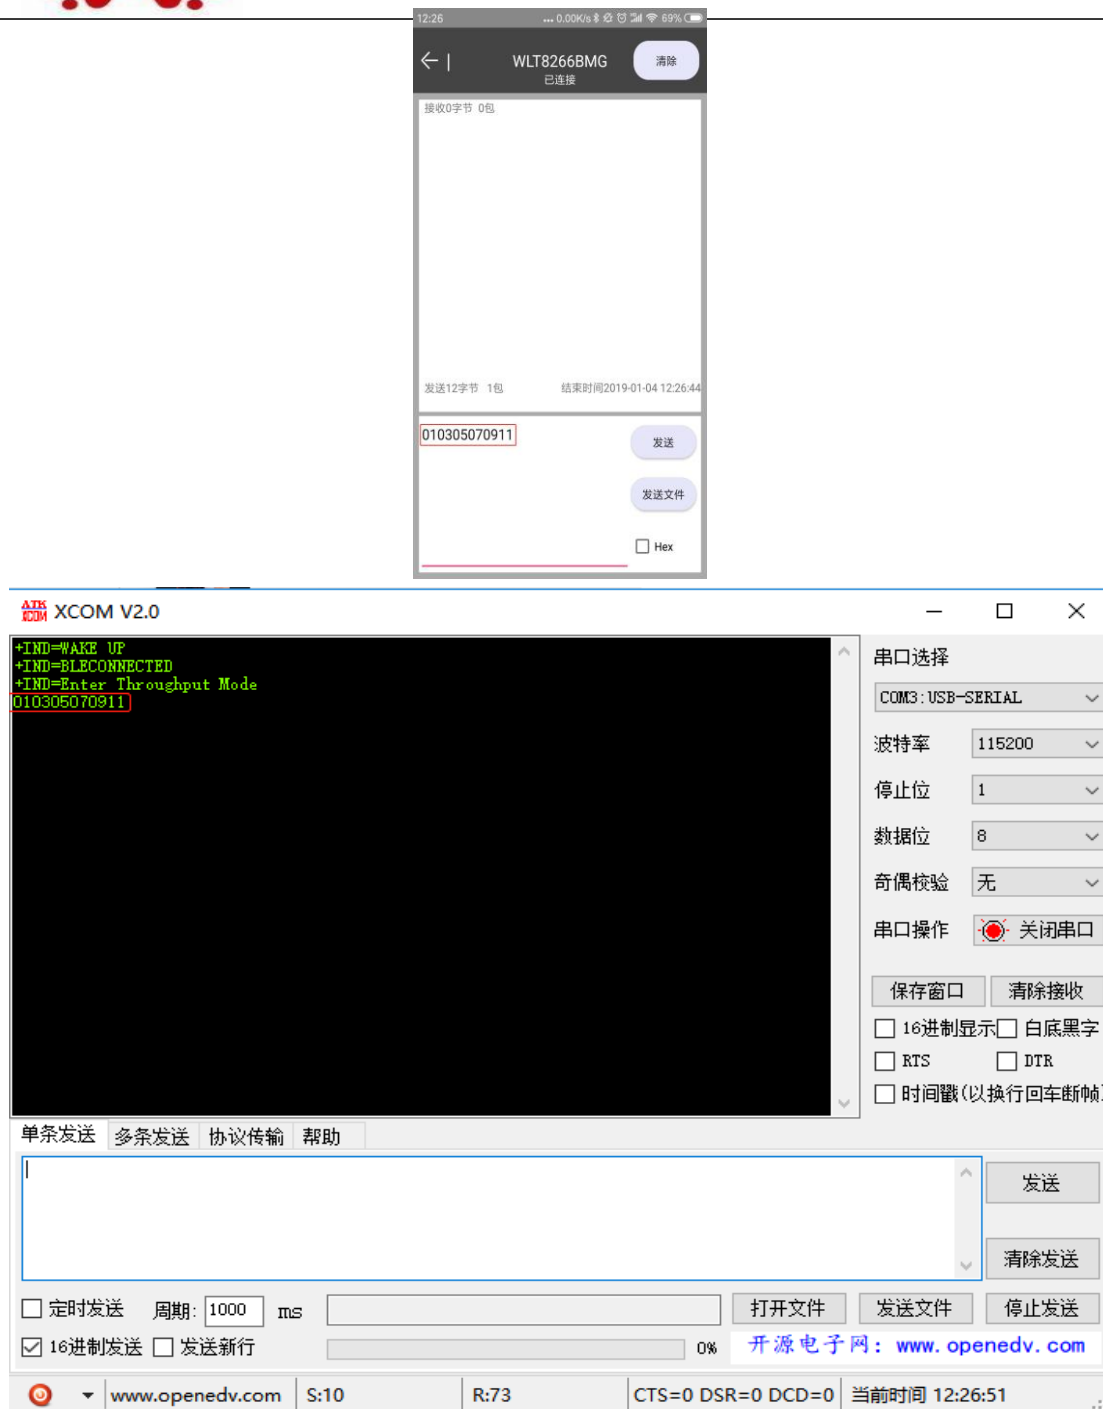 12:26 ... 0.00K/s 69%
WLT8266BMG
已连接
清除
接收0字节 0包
发送12字节 1包 结束时间2019-01-04 12:26:44
010305070911
发送
发送文件
Hex
ATK XCOM XCOM V2.0
+IND=WAKE UP
+IND=BLECONNECTED
+IND=Enter Throughput Mode
010305070911
串口选择
COM3:USB-SERIAL
波特率 115200
停止位 1
数据位 8
奇偶校验 无
串口操作 关闭串口
保存窗口 清除接收
16进制显示 白底黑字
RTS DTR
时间戳(以换行回车断帧)
单条发送 多条发送 协议传输 帮助
发送
清除发送
定时发送 周期: 1000 ms 打开文件 发送文件 停止发送
16进制发送 发送新行 0% 开源电子网: www.openedv.com
www.openedv.com S:10 R:73 CTS=0 DSR=0 DCD=0 当前时间 12:26:51